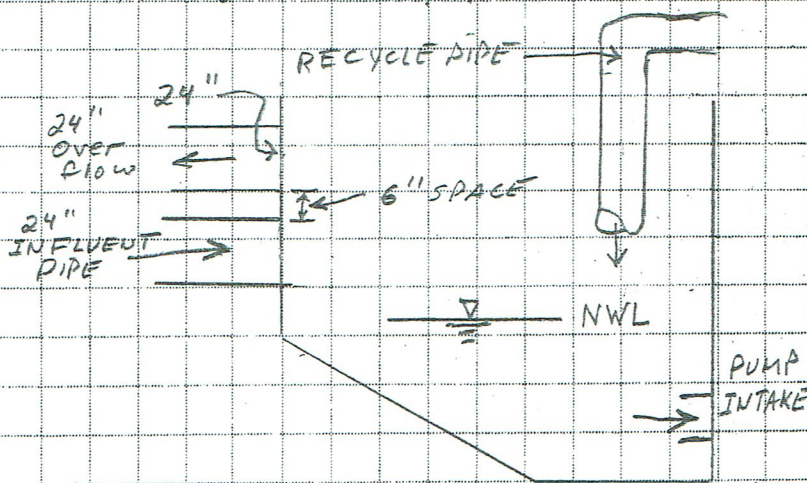 RECYCLE PIPE
24"
24"
Over
flow
6" SPACE
24"
INFLUENT
PIPE
NWL
PUMP
INTAKE